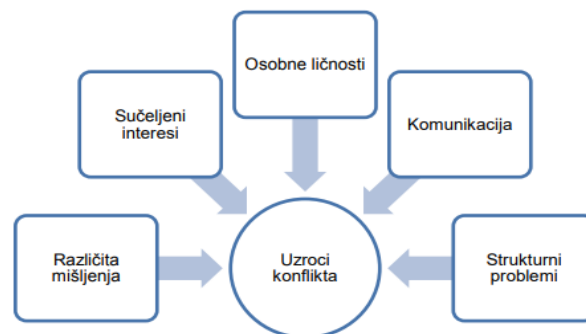 Osobne ličnosti
Sučeljeni
interesi
Komunikacija
Različita
mišljenja
Uzroci
konflikta
Strukturni
problemi